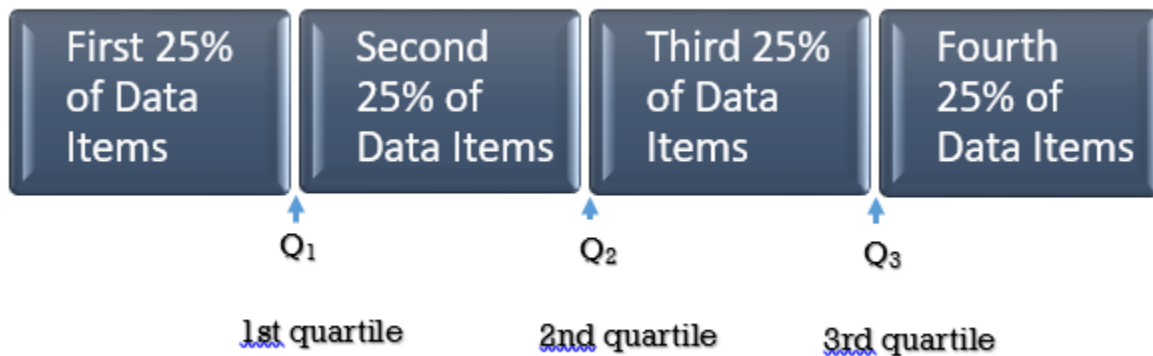 First 25%
of Data
Items
Second
25% of
Data Items
Third 25%
of Data
Items
Fourth
25% of
Data Items
Q₁
Q₂
Q₃
1st quartile
2nd quartile
3rd quartile